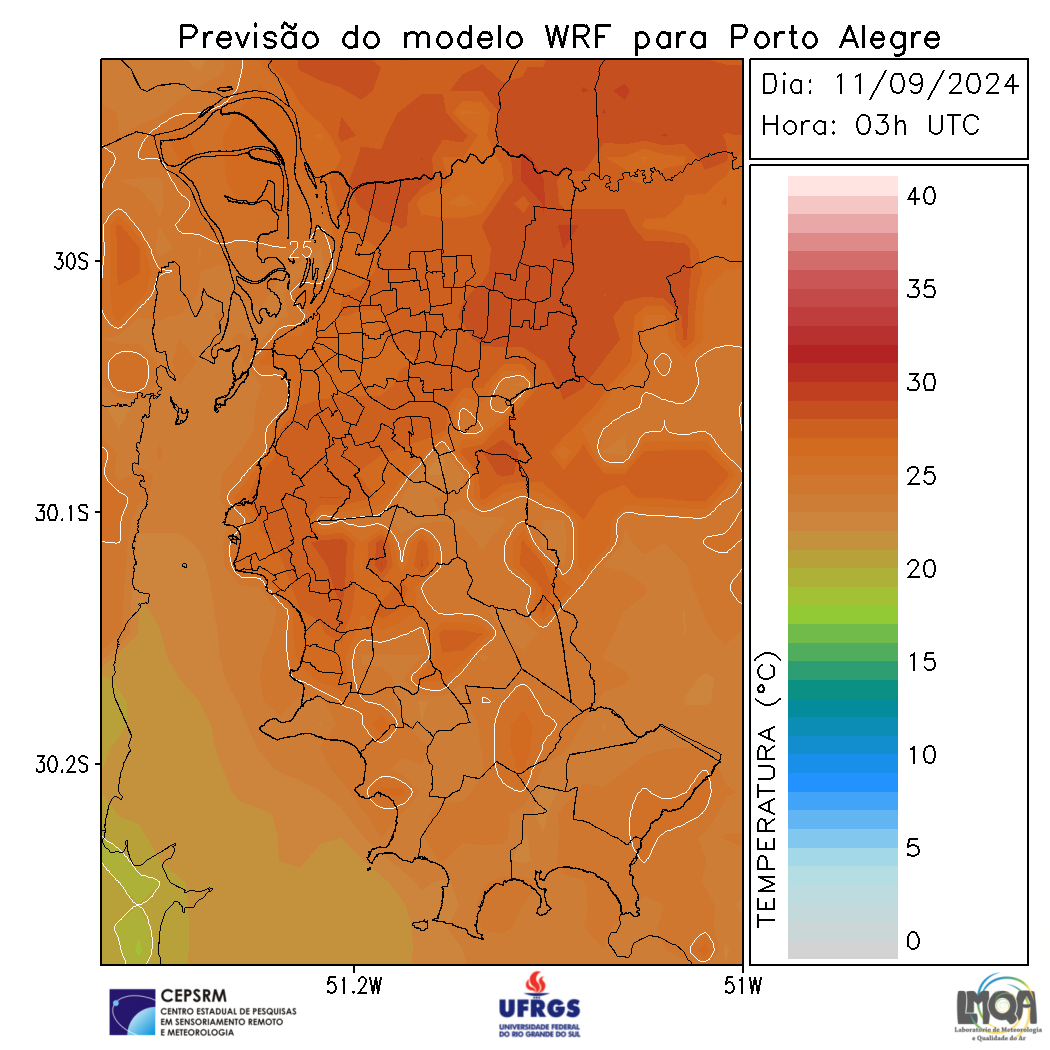 Previsão do modelo WRF para Porto Alegre
Dia: 11/09/2024
Hora: 03h UTC
40
35
30
25
20
15
10
5
0
TEMPERATURA (°C)
30S
30.1S
30.2S
51.2W
51W
25
CEPSRM
CENTRO ESTADUAL DE PESQUISAS
EM SENSORIAMENTO REMOTO
E METEOROLOGIA
UFRGS
UNIVERSIDADE FEDERAL
DO RIO GRANDE DO SUL
LMQA
Laboratório de Meteorologia
e Qualidade do Ar